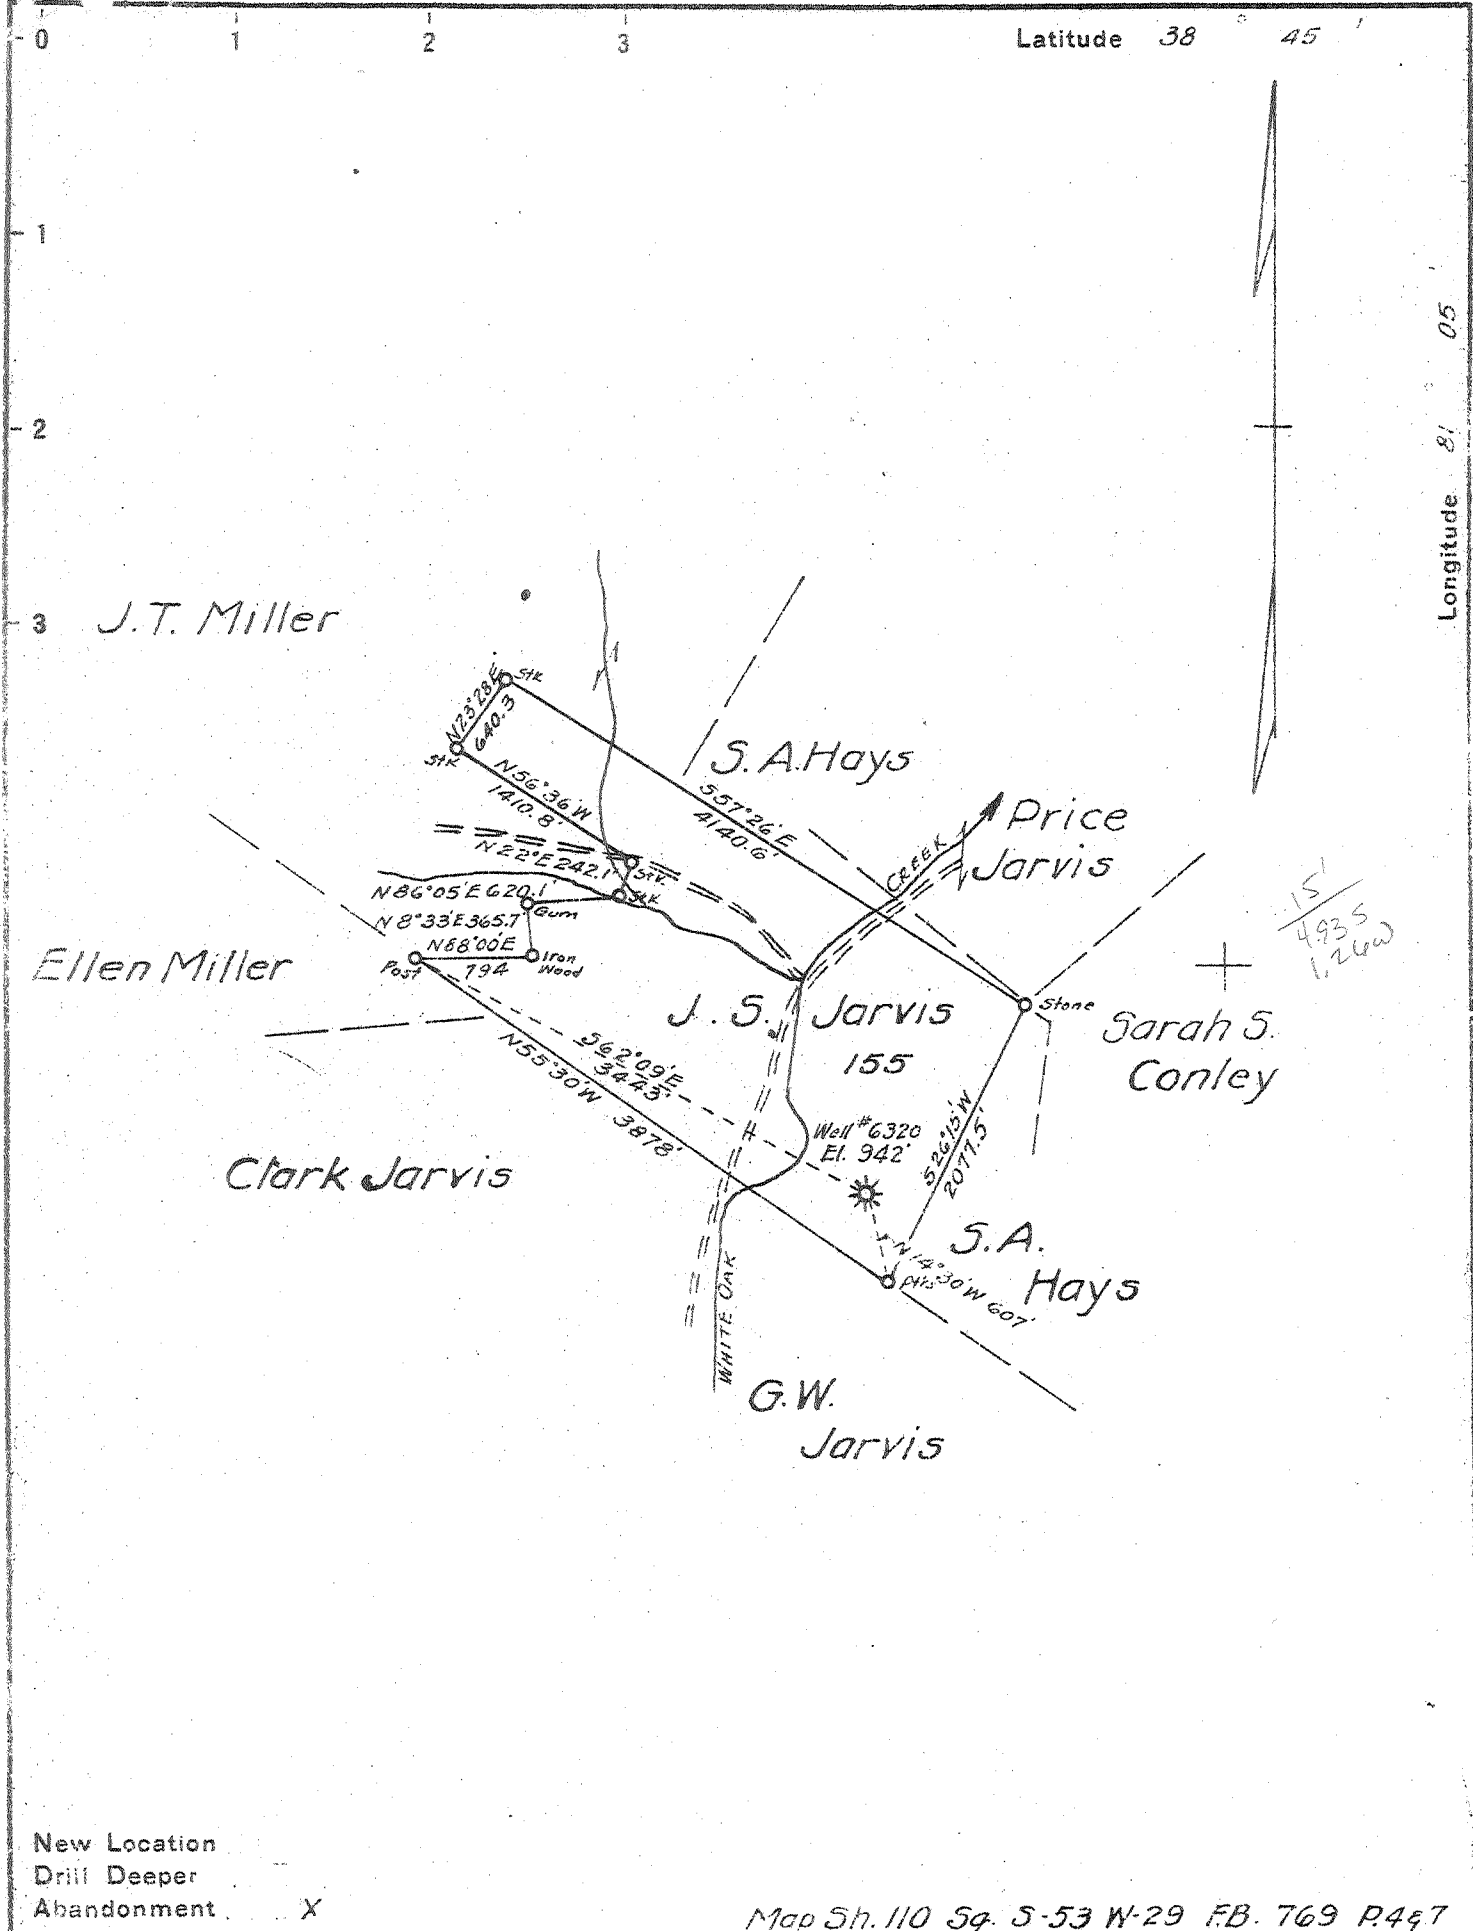 0 1 2 3 Latitude 38 ° 45 '
1
2
3
Longitude 81 ° 05 '
J.T. Miller
Stk
N23°28'E
640.3
Stk
N56°36'W
1410.8'
S.A. Hays
S57°26'E
4140.6'
Price
Jarvis
CREEK
N22°E 242.1'
Stk.
Stk
N86°05'E 620.1'
Gum
N8°33'E 365.7
N88°00'E
794
Iron
Wood
Post
Ellen Miller
15'
4.93 S
1.26 W
J.S. Jarvis
155
Stone
Sarah S.
Conley
S62°09'E
3443'
N55°30'W 3878'
Well #6320
El. 942'
S26°15'W
2077.5'
Clark Jarvis
S.A.
Hays
N14°30'W 607'
Ptrs
WHITE OAK
G.W.
Jarvis
New Location
Drill Deeper
Abandonment X
Map Sh. 110 Sq. S-53 W-29 F.B. 769 P.4&7